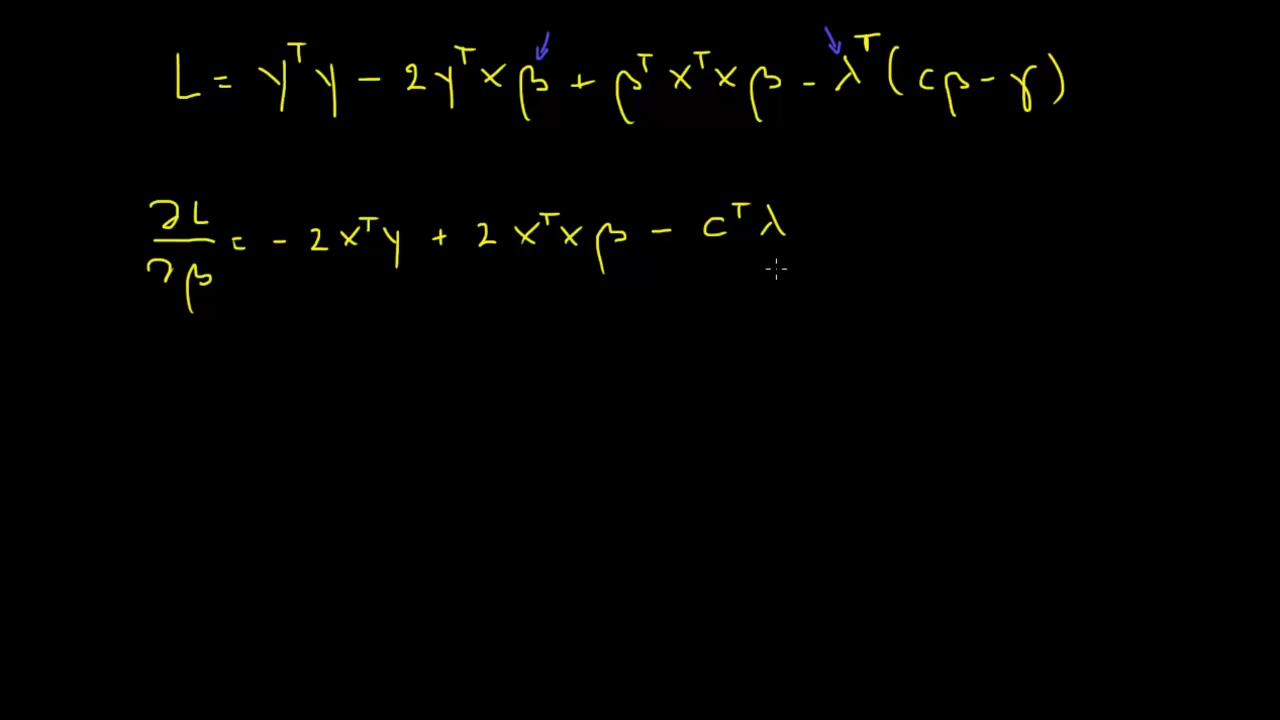 L = yᵀy − 2yᵀxβ + βᵀxᵀxβ − λᵀ(cβ − γ)
∂L/∂β = − 2xᵀy + 2xᵀxβ − cᵀλ